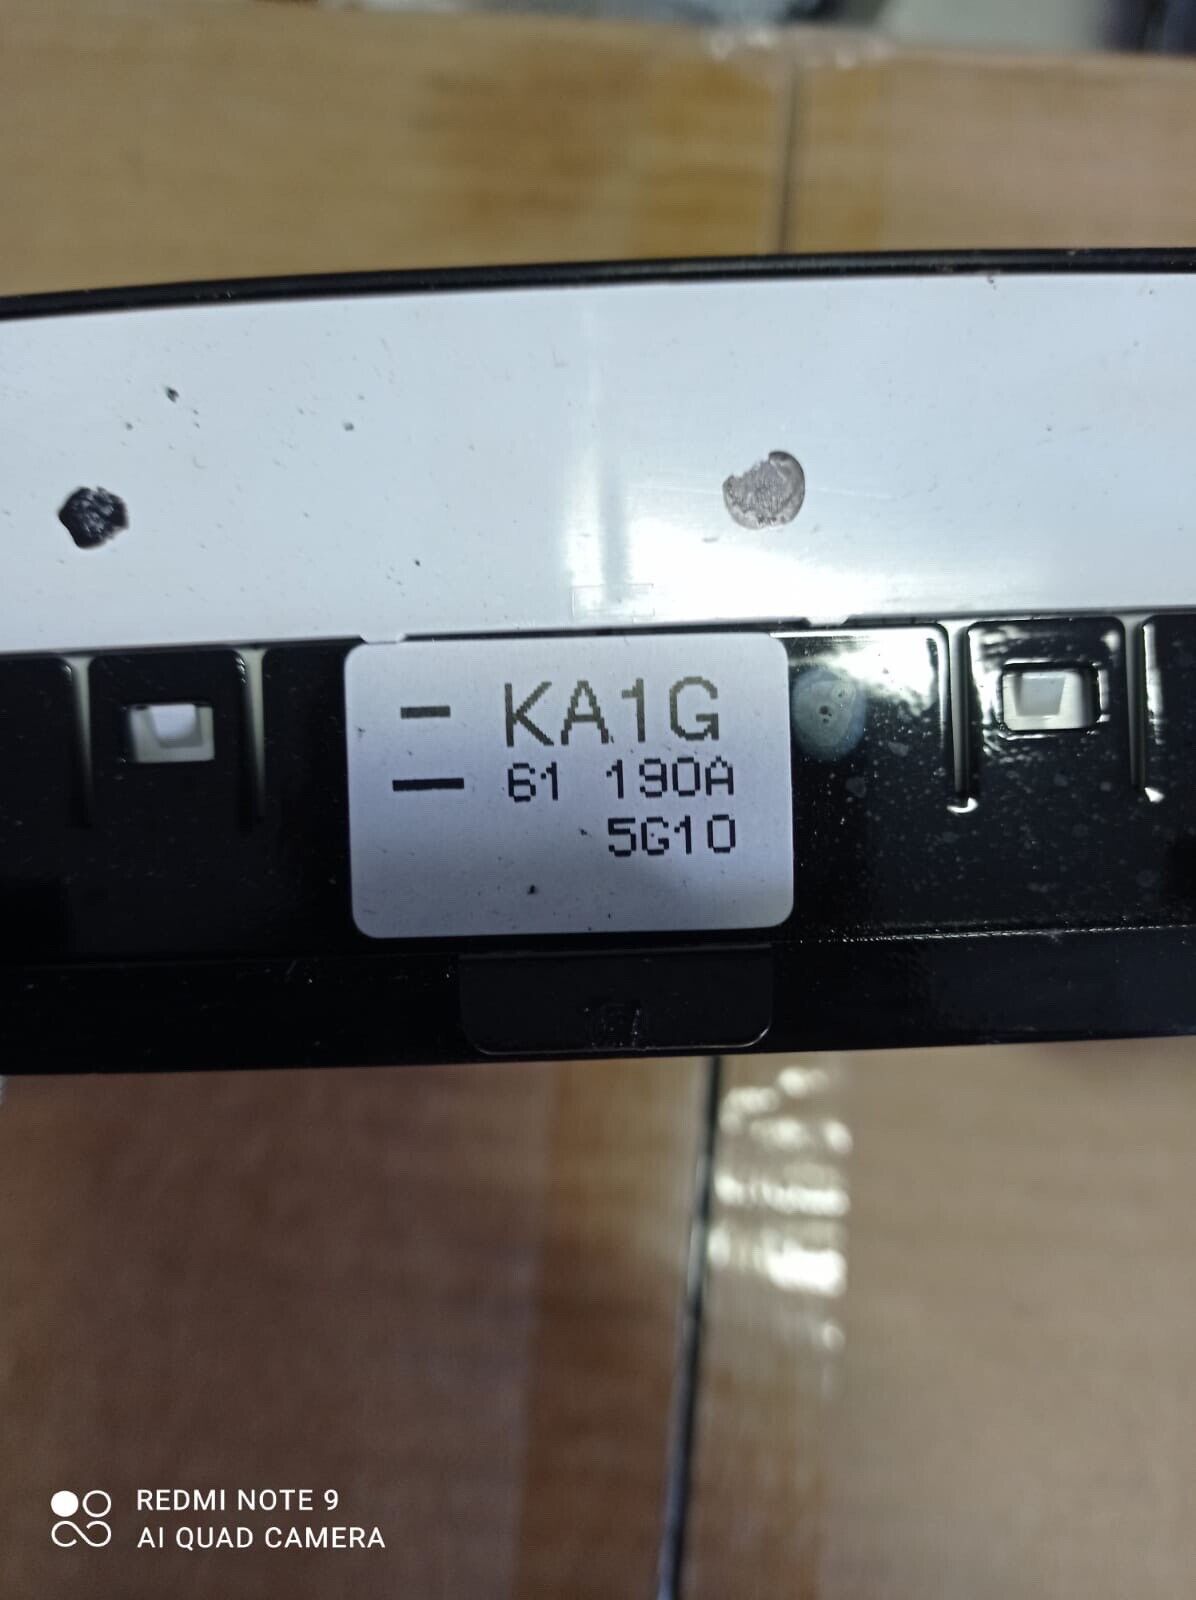 – KA1G
— 61 190A
5G10
REDMI NOTE 9
AI QUAD CAMERA